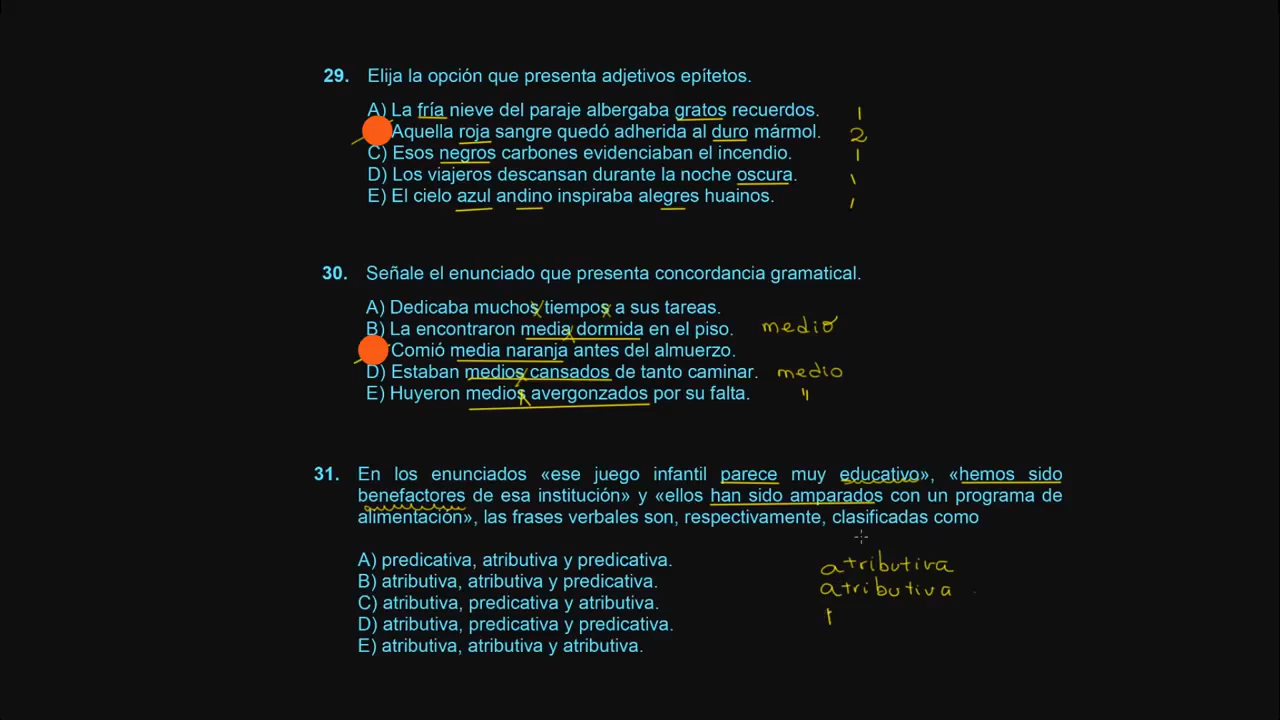 29. Elija la opción que presenta adjetivos epítetos.
A) La fría nieve del paraje albergaba gratos recuerdos. 1
Aquella roja sangre quedó adherida al duro mármol. 2
C) Esos negros carbones evidenciaban el incendio. 1
D) Los viajeros descansan durante la noche oscura. 1
E) El cielo azul andino inspiraba alegres huainos. 1
30. Señale el enunciado que presenta concordancia gramatical.
A) Dedicaba muchos tiempos a sus tareas.
B) La encontraron media dormida en el piso. medio
Comió media naranja antes del almuerzo.
D) Estaban medios cansados de tanto caminar. medio
E) Huyeron medios avergonzados por su falta. "
31. En los enunciados «ese juego infantil parece muy educativo», «hemos sido
benefactores de esa institución» y «ellos han sido amparados con un programa de
alimentación», las frases verbales son, respectivamente, clasificadas como
A) predicativa, atributiva y predicativa. atributiva
B) atributiva, atributiva y predicativa. atributiva
C) atributiva, predicativa y atributiva.
D) atributiva, predicativa y predicativa.
E) atributiva, atributiva y atributiva.